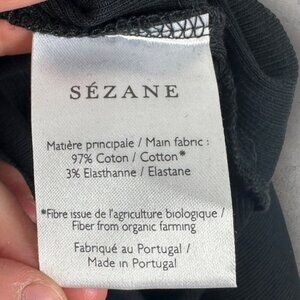 SÉZANE
Matière principale / Main fabric :
97% Coton / Cotton*
3% Elasthanne / Elastane
*Fibre issue de l'agriculture biologique /
Fiber from organic farming
Fabriqué au Portugal /
Made in Portugal